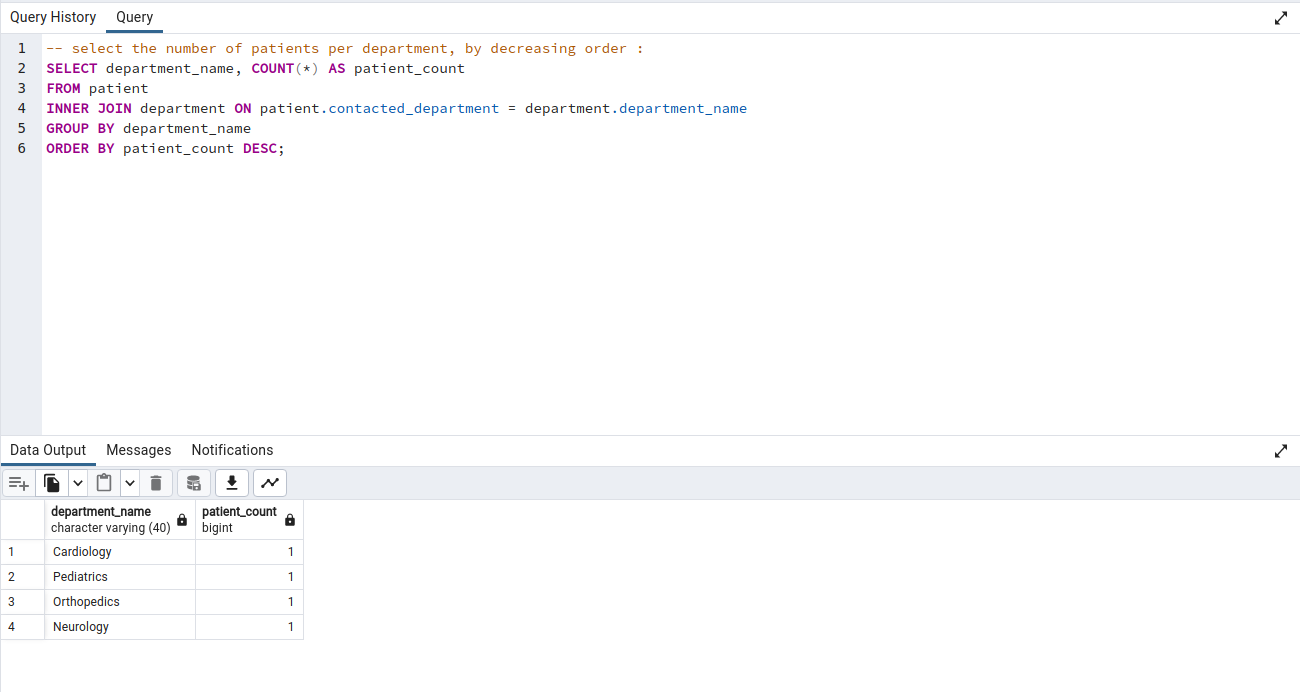 Query History Query
1 -- select the number of patients per department, by decreasing order :
2 SELECT department_name, COUNT(*) AS patient_count
3 FROM patient
4 INNER JOIN department ON patient.contacted_department = department.department_name
5 GROUP BY department_name
6 ORDER BY patient_count DESC;
Data Output Messages Notifications
department_name patient_count
character varying (40) bigint
1 Cardiology 1
2 Pediatrics 1
3 Orthopedics 1
4 Neurology 1